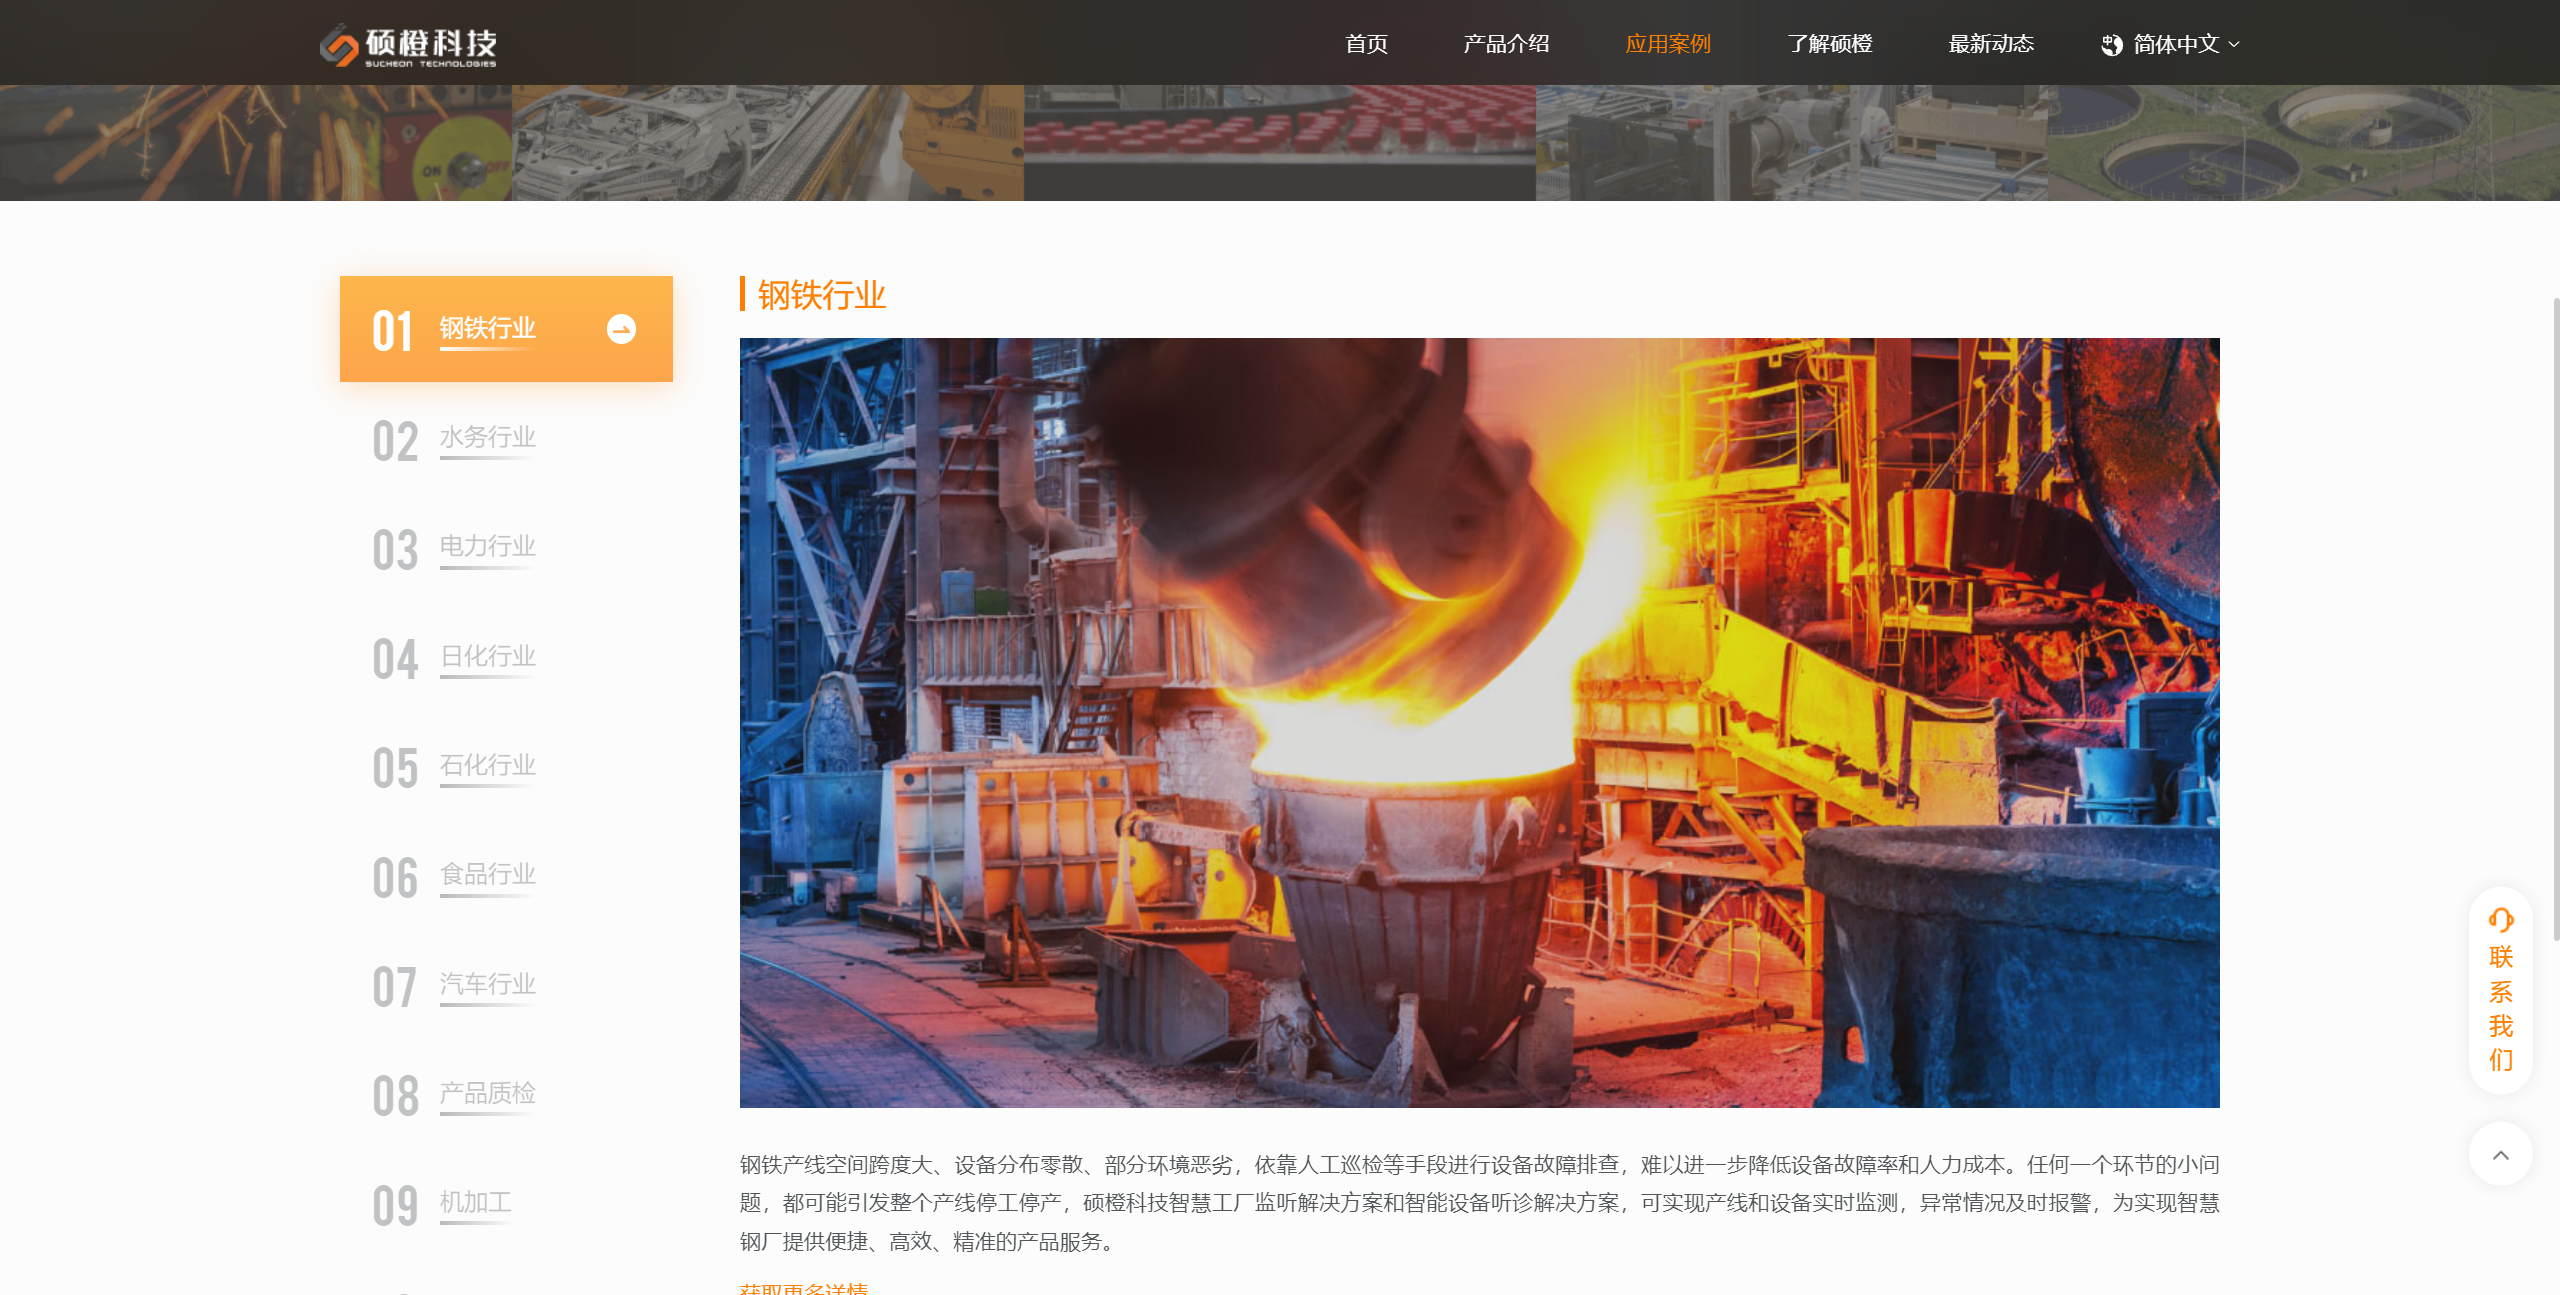 硕橙科技
SUCHEON TECHNOLOGIES
首页
产品介绍
应用案例
了解硕橙
最新动态
简体中文
ON
OFF
01 钢铁行业
02 水务行业
03 电力行业
04 日化行业
05 石化行业
06 食品行业
07 汽车行业
08 产品质检
09 机加工
钢铁行业
钢铁产线空间跨度大、设备分布零散、部分环境恶劣，依靠人工巡检等手段进行设备故障排查，难以进一步降低设备故障率和人力成本。任何一个环节的小问
题，都可能引发整个产线停工停产，硕橙科技智慧工厂监听解决方案和智能设备听诊解决方案，可实现产线和设备实时监测，异常情况及时报警，为实现智慧
钢厂提供便捷、高效、精准的产品服务。
获取更多详情
联
系
我
们